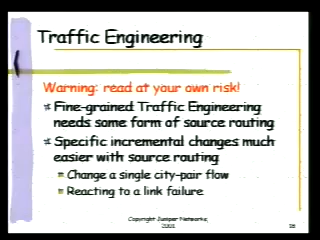 Traffic Engineering
Warning: read at your own risk!
Fine-grained Traffic Engineering
needs some form of source routing
Specific incremental changes much
easier with source routing
Change a single city-pair flow
Reacting to a link failure
Copyright Juniper Networks,
2001